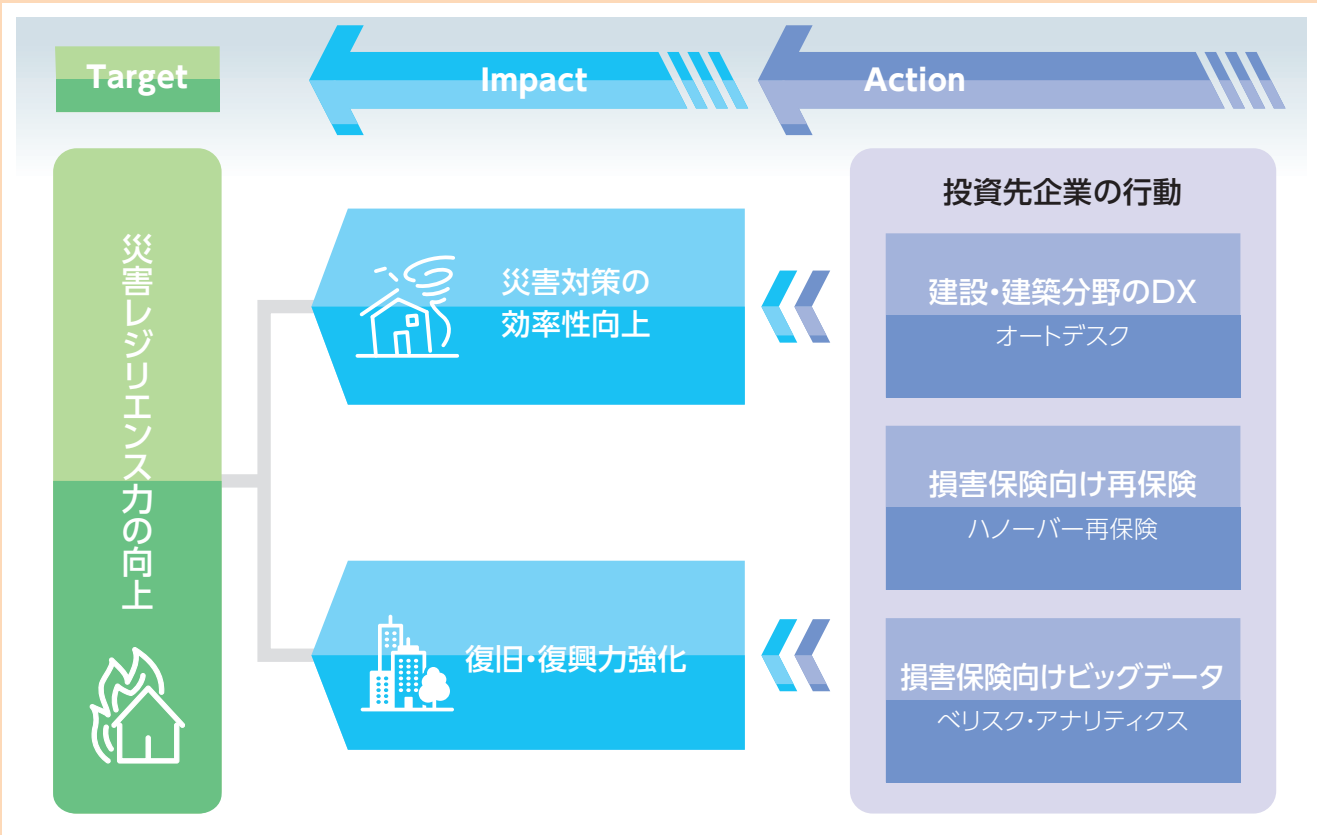 Target
Impact
Action
災害レジリエンス力の向上
災害対策の
効率性向上
復旧・復興力強化
投資先企業の行動
建設・建築分野のDX
オートデスク
損害保険向け再保険
ハノーバー再保険
損害保険向けビッグデータ
ベリスク・アナリティクス